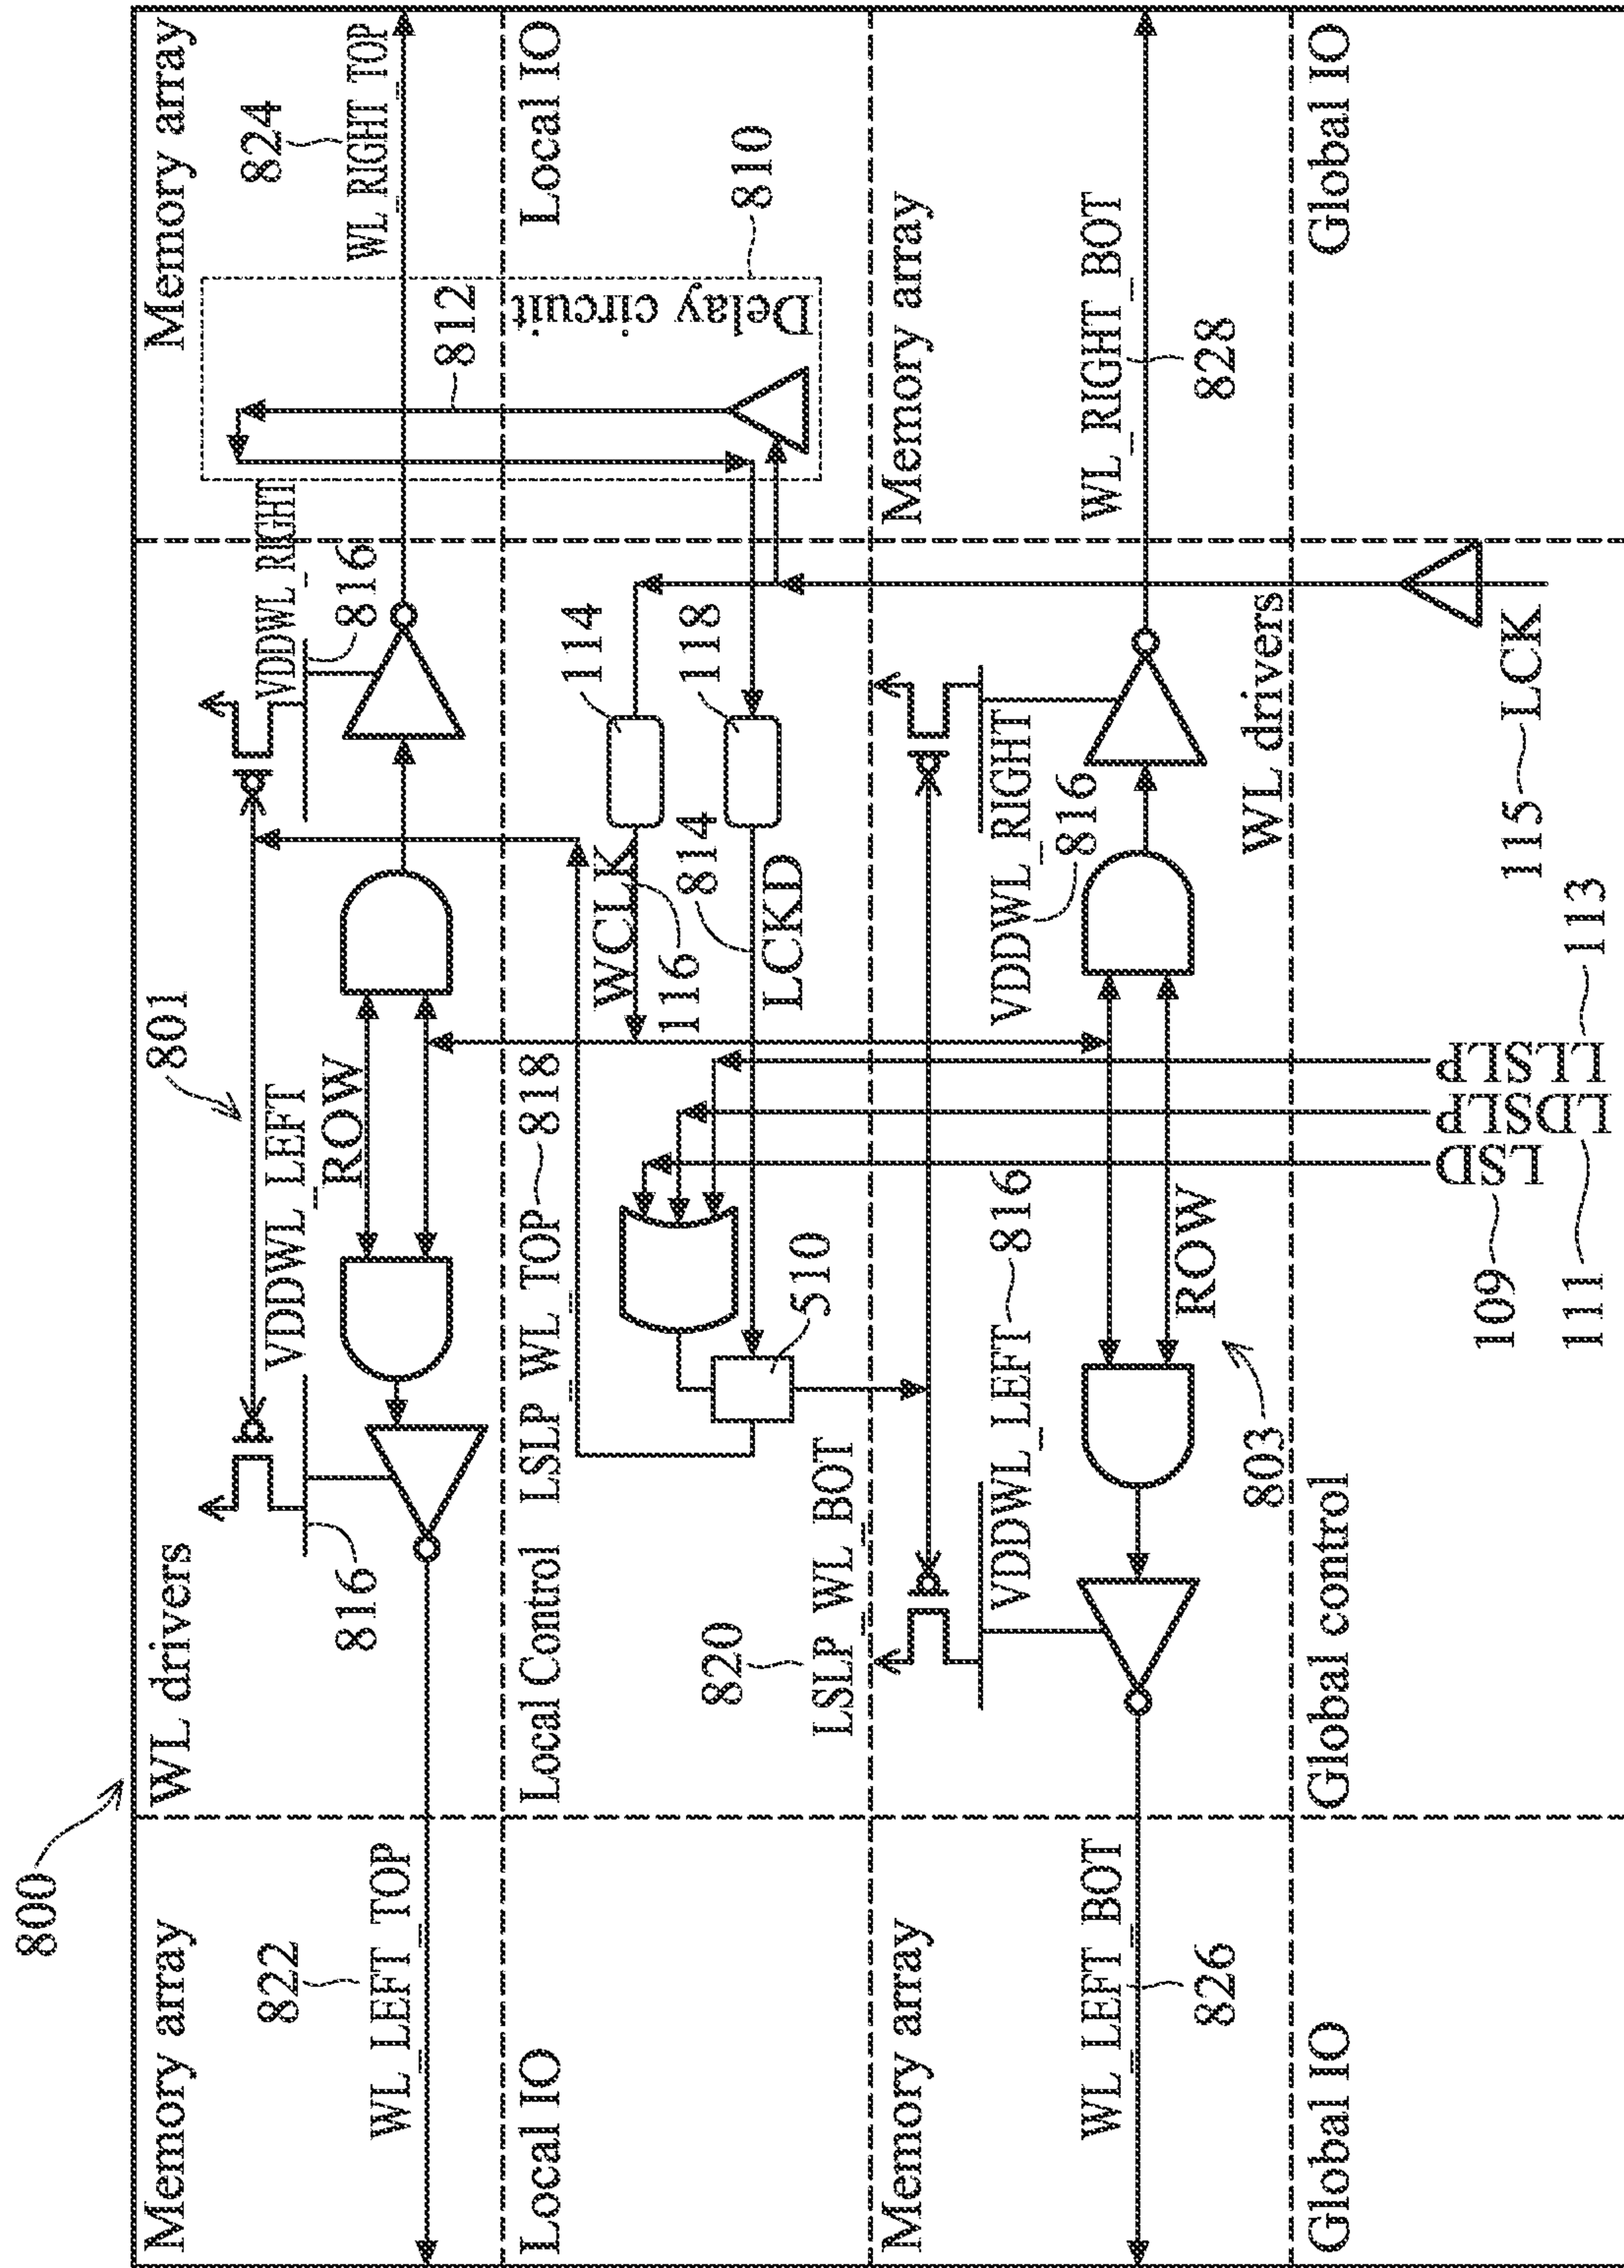 800
Memory array
WL drivers
Memory array
801
822
824
VDDWL_RIGHT
VDDWL_LEFT
816
816
ROW
WL_LEFT_TOP
WL_RIGHT_TOP
812
Local IO
Local Control
LSLP_WL_TOP
818
Local IO
Delay circuit
114
WCLK
116
118
814
LCKD
810
510
820
LSLP_WL_BOT
Memory array
Memory array
VDDWL_LEFT
816
VDDWL_RIGHT
816
WL_LEFT_BOT
WL_RIGHT_BOT
ROW
826
828
803
WL drivers
Global IO
Global control
Global IO
LSD
LDSLP
LLSLP
109
111
113
115
LCK